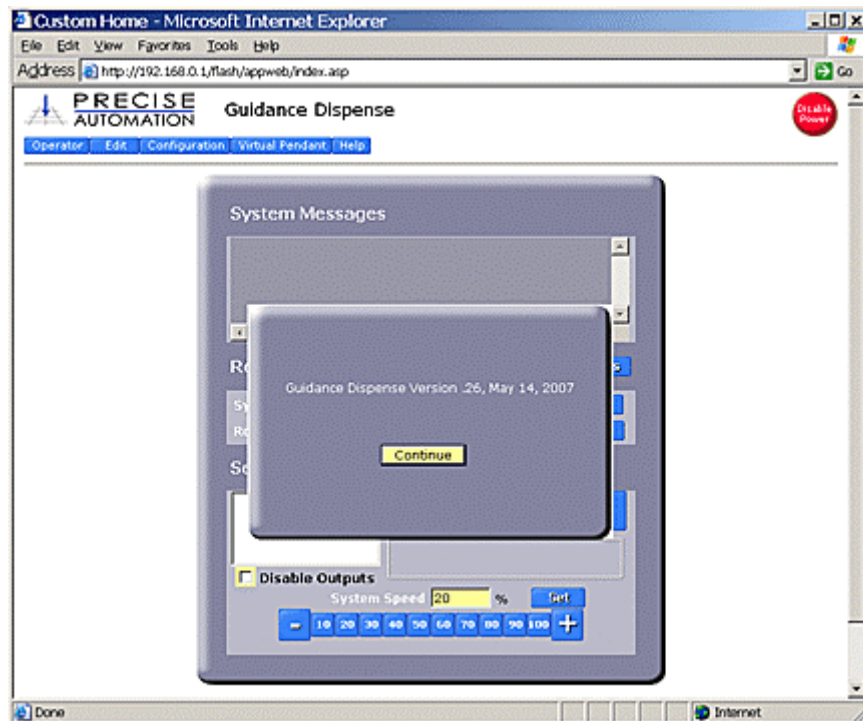 Custom Home - Microsoft Internet Explorer
File Edit View Favorites Tools Help
Address http://192.168.0.1/flash/appweb/index.asp Go
PRECISE AUTOMATION
Guidance Dispense
Disable Power
Operator Edit Configuration Virtual Pendant Help
System Messages
Guidance Dispense Version .26, May 14, 2007
Continue
Disable Outputs
System Speed 20 % Set
- 10 20 30 40 50 60 70 80 90 100 +
Done Internet